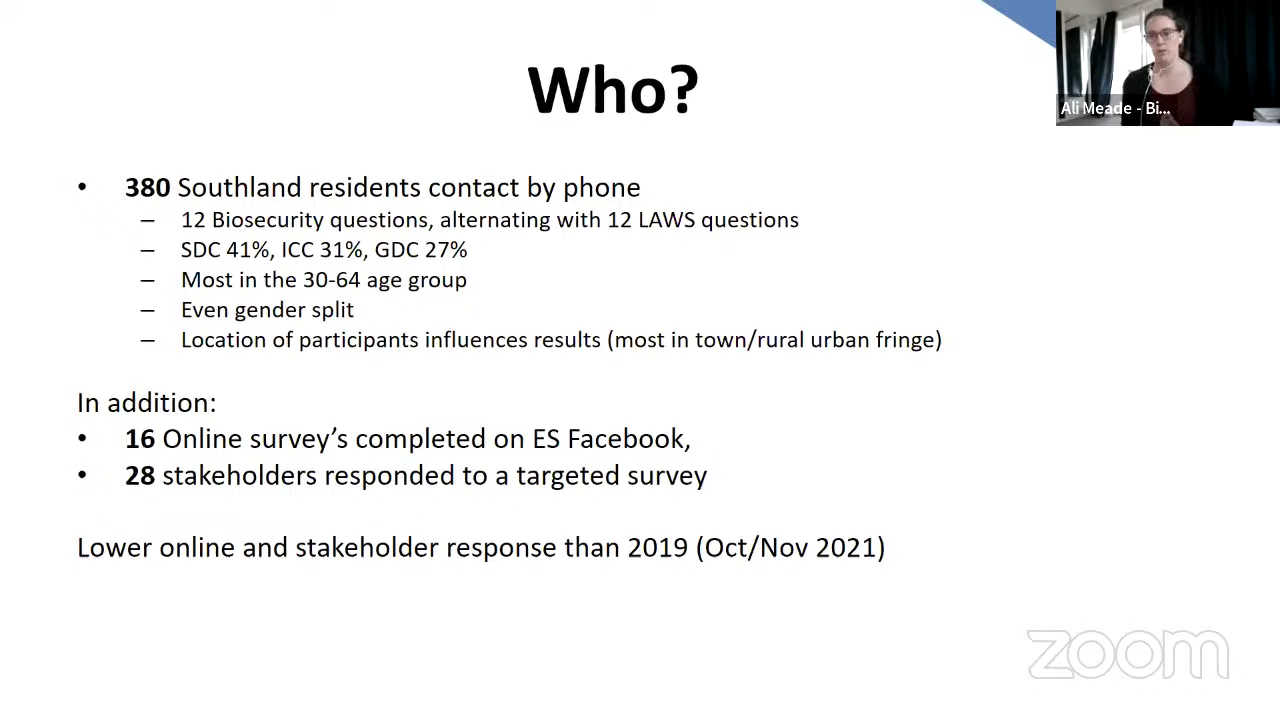 Who?
Ali Meade - Bi...
• 380 Southland residents contact by phone
– 12 Biosecurity questions, alternating with 12 LAWS questions
– SDC 41%, ICC 31%, GDC 27%
– Most in the 30-64 age group
– Even gender split
– Location of participants influences results (most in town/rural urban fringe)
In addition:
• 16 Online survey’s completed on ES Facebook,
• 28 stakeholders responded to a targeted survey
Lower online and stakeholder response than 2019 (Oct/Nov 2021)
zoom